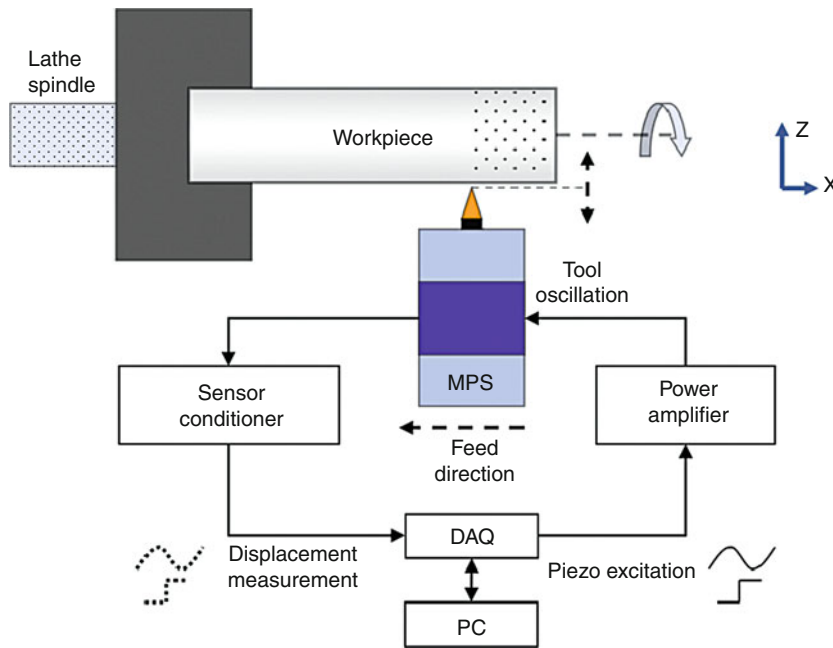 Lathe
spindle
Workpiece
Z
X
Tool
oscillation
MPS
Sensor
conditioner
Power
amplifier
Feed
direction
DAQ
Displacement
measurement
Piezo excitation
PC